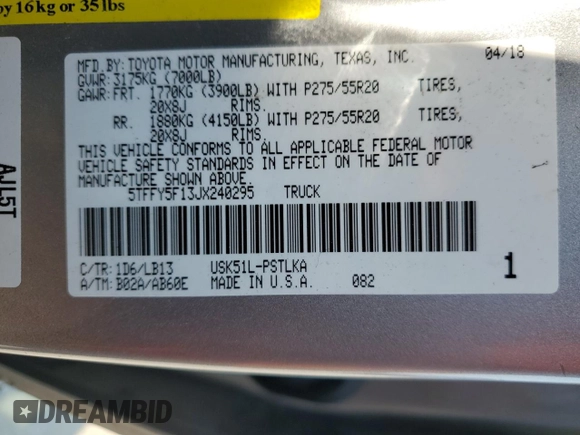 by 16 kg or 35 lbs
MFD. BY: TOYOTA MOTOR MANUFACTURING, TEXAS, INC. 04/18
GVWR: 3175KG (7000LB)
GAWR: FRT. 1770KG (3900LB) WITH P275/55R20 TIRES,
20X8J RIMS.
RR. 1880KG (4150LB) WITH P275/55R20 TIRES,
20X8J RIMS.
THIS VEHICLE CONFORMS TO ALL APPLICABLE FEDERAL MOTOR
VEHICLE SAFETY STANDARDS IN EFFECT ON THE DATE OF
MANUFACTURE SHOWN ABOVE.
5TFFY5F13JX240295 TRUCK
C/TR: 1D6/LB13 USK51L-PSTLKA
A/TM: B02A/AB60E MADE IN U.S.A. 082
1
DREAMBID